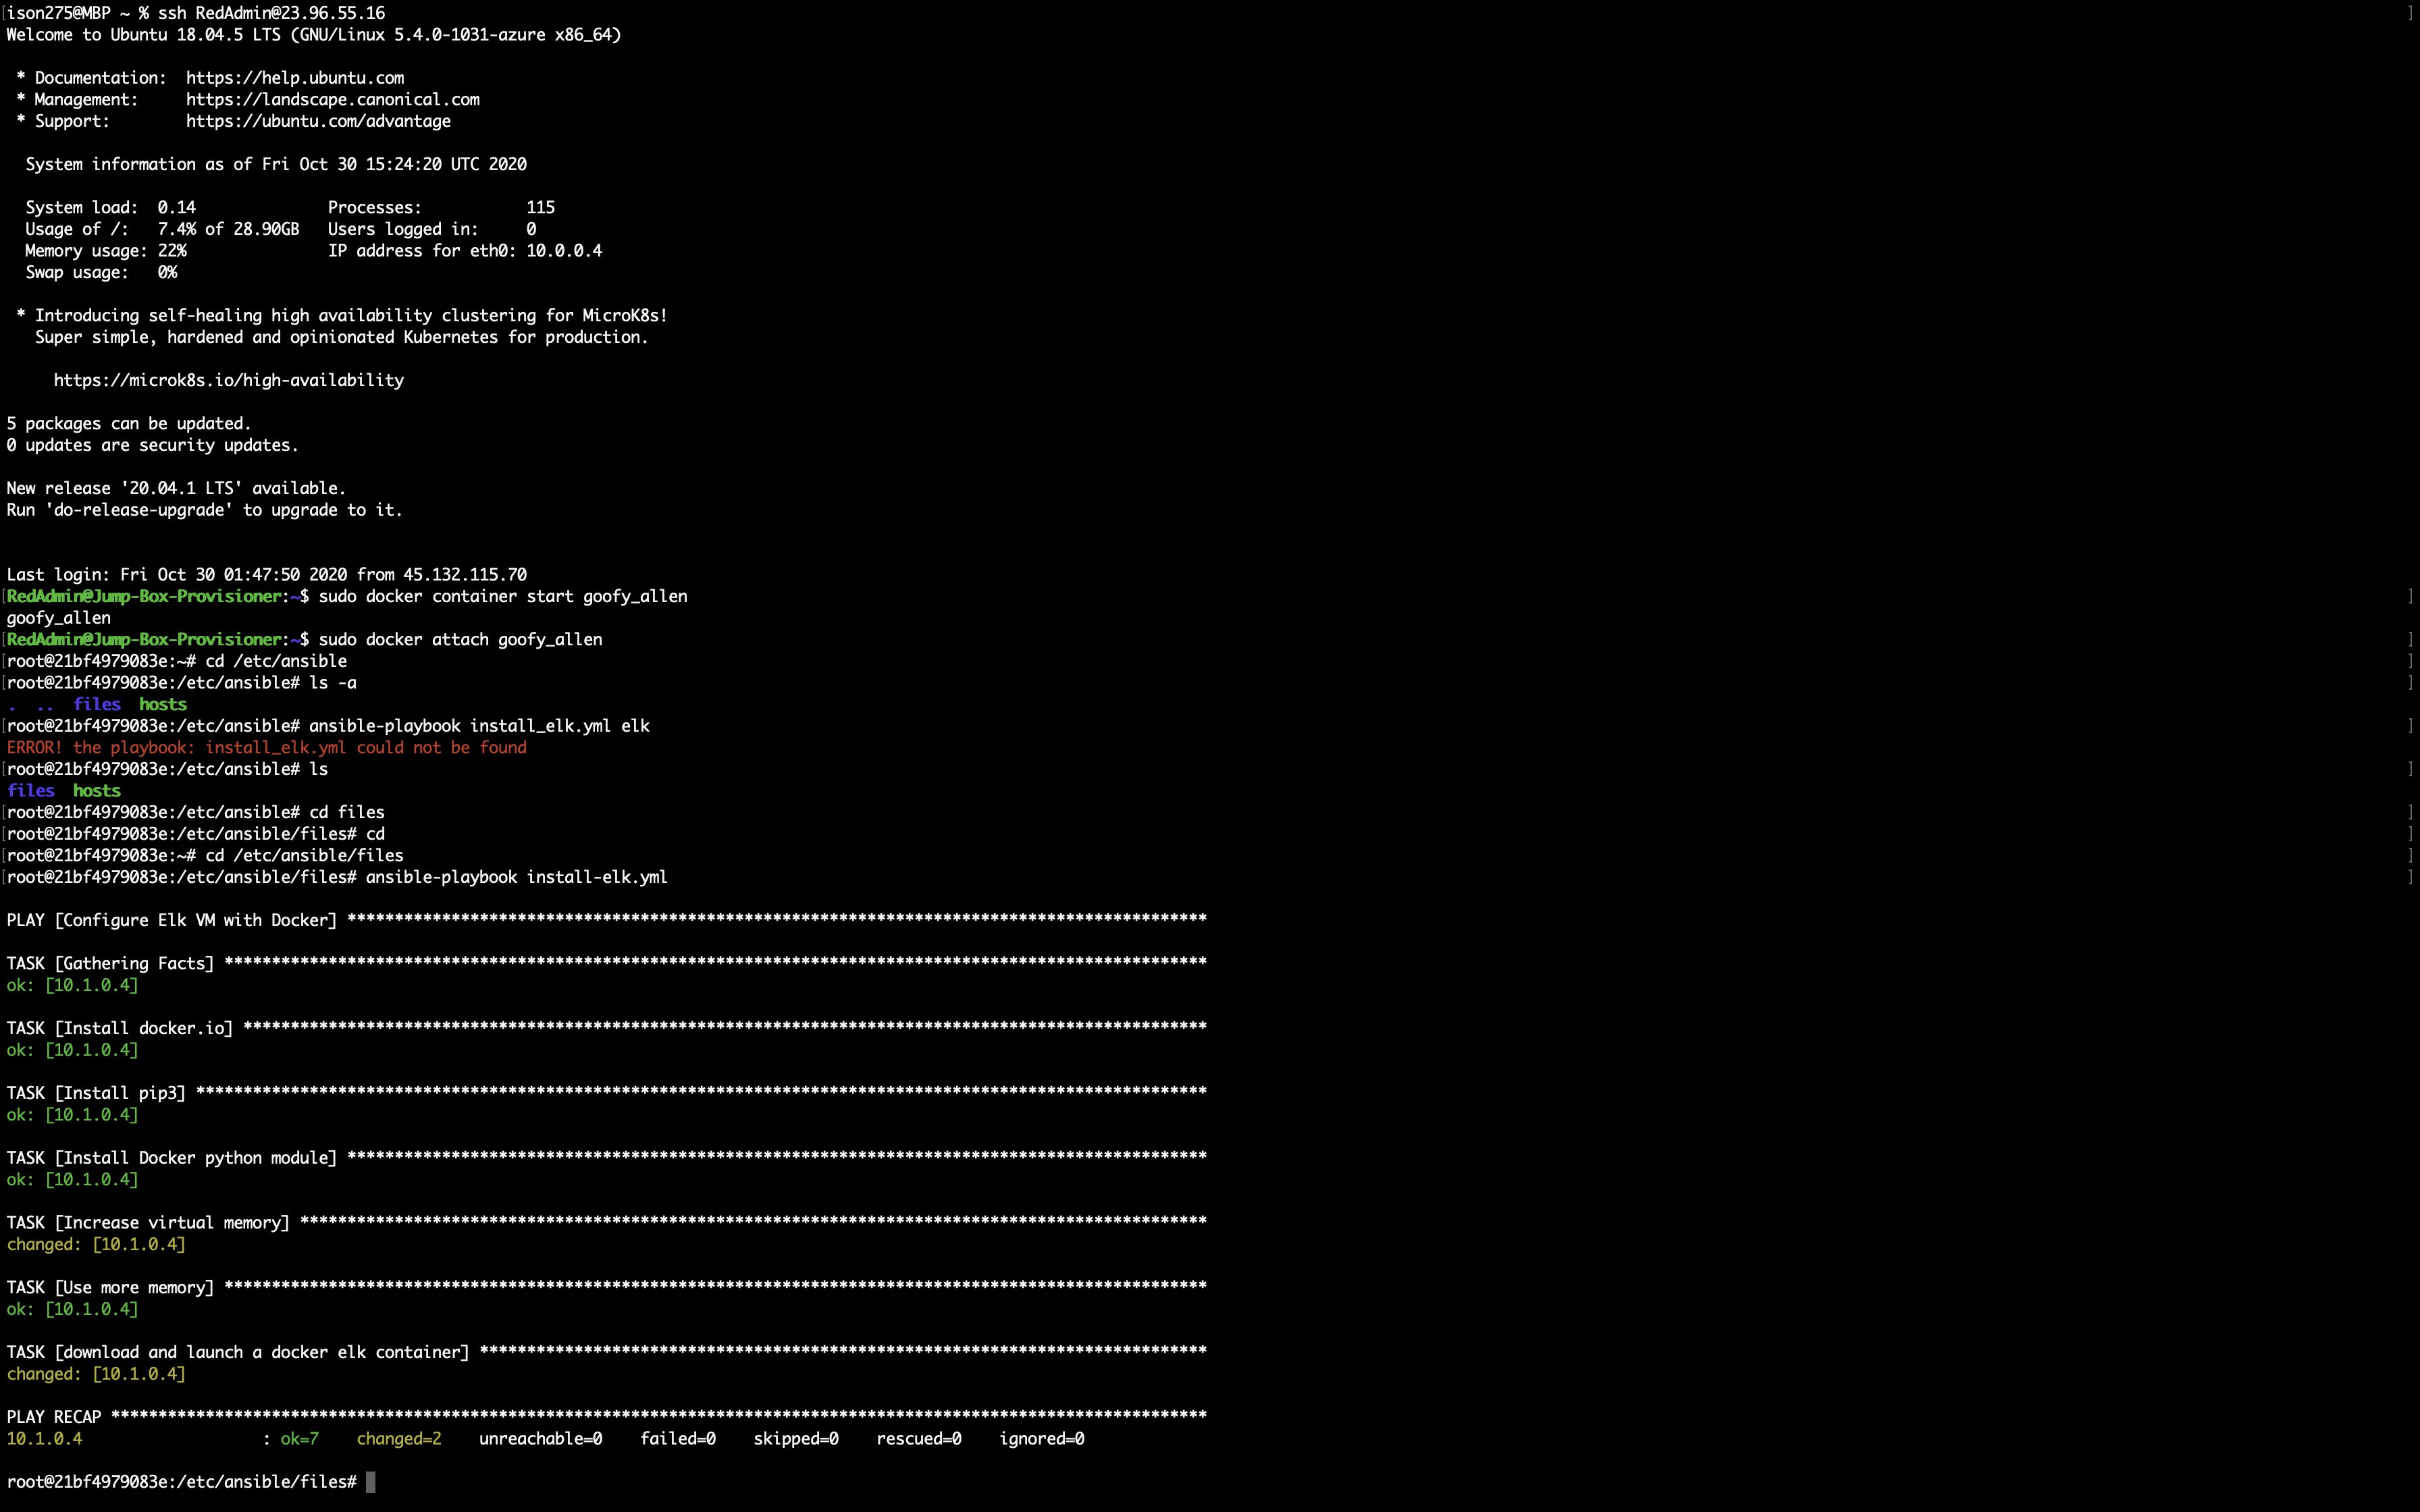 [ison275@MBP ~ % ssh RedAdmin@23.96.55.16 ]
Welcome to Ubuntu 18.04.5 LTS (GNU/Linux 5.4.0-1031-azure x86_64)
* Documentation:  https://help.ubuntu.com
* Management:     https://landscape.canonical.com
* Support:        https://ubuntu.com/advantage
System information as of Fri Oct 30 15:24:20 UTC 2020
System load:  0.14              Processes:           115
Usage of /:   7.4% of 28.90GB   Users logged in:     0
Memory usage: 22%               IP address for eth0: 10.0.0.4
Swap usage:   0%
* Introducing self-healing high availability clustering for MicroK8s!
Super simple, hardened and opinionated Kubernetes for production.
https://microk8s.io/high-availability
5 packages can be updated.
0 updates are security updates.
New release '20.04.1 LTS' available.
Run 'do-release-upgrade' to upgrade to it.
Last login: Fri Oct 30 01:47:50 2020 from 45.132.115.70
[RedAdmin@Jump-Box-Provisioner:~$ sudo docker container start goofy_allen ]
goofy_allen
[RedAdmin@Jump-Box-Provisioner:~$ sudo docker attach goofy_allen ]
[root@21bf4979083e:~# cd /etc/ansible ]
[root@21bf4979083e:/etc/ansible# ls -a ]
.  ..  files  hosts
[root@21bf4979083e:/etc/ansible# ansible-playbook install_elk.yml elk ]
ERROR! the playbook: install_elk.yml could not be found
[root@21bf4979083e:/etc/ansible# ls ]
files  hosts
[root@21bf4979083e:/etc/ansible# cd files ]
[root@21bf4979083e:/etc/ansible/files# cd ]
[root@21bf4979083e:~# cd /etc/ansible/files ]
[root@21bf4979083e:/etc/ansible/files# ansible-playbook install-elk.yml ]
PLAY [Configure Elk VM with Docker] *******************************************************************************************
TASK [Gathering Facts] ********************************************************************************************************
ok: [10.1.0.4]
TASK [Install docker.io] ******************************************************************************************************
ok: [10.1.0.4]
TASK [Install pip3] ***********************************************************************************************************
ok: [10.1.0.4]
TASK [Install Docker python module] *******************************************************************************************
ok: [10.1.0.4]
TASK [Increase virtual memory] ************************************************************************************************
changed: [10.1.0.4]
TASK [Use more memory] ********************************************************************************************************
ok: [10.1.0.4]
TASK [download and launch a docker elk container] *****************************************************************************
changed: [10.1.0.4]
PLAY RECAP ********************************************************************************************************************
10.1.0.4                   : ok=7    changed=2    unreachable=0    failed=0    skipped=0    rescued=0    ignored=0
root@21bf4979083e:/etc/ansible/files#